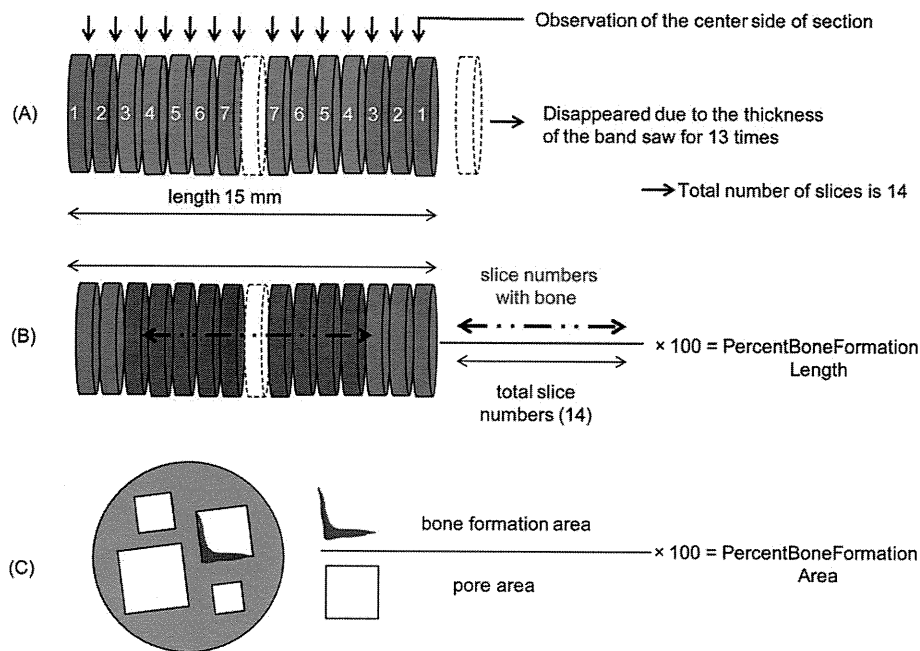 Observation of the center side of section
(A)
1 2 3 4 5 6 7 7 6 5 4 3 2 1
Disappeared due to the thickness
of the band saw for 13 times
length 15 mm
Total number of slices is 14
(B)
slice numbers
with bone
total slice
numbers (14)
× 100 = PercentBoneFormation
Length
(C)
bone formation area
pore area
× 100 = PercentBoneFormation
Area